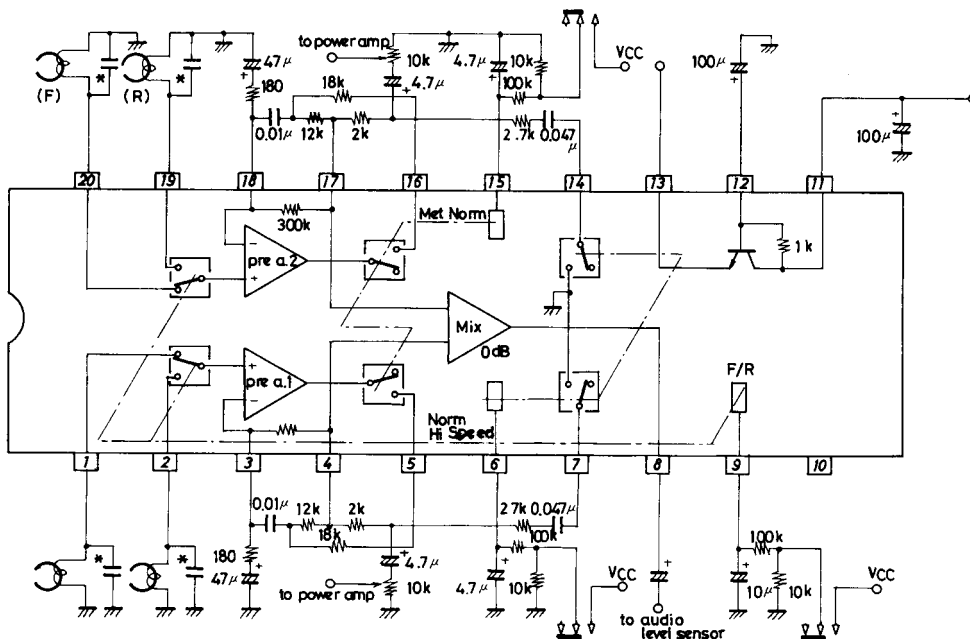 to power amp
VCC
(F)
*
(R)
*
47μ
180
0.01μ
18k
12k
2k
10k
4.7μ
4.7μ
10k
100k
2.7k
0.047μ
100μ
100μ
20 19 18 17 16 15 14 13 12 11
300k
Met Norm
1k
pre a.2
Mix
0dB
pre a.1
F/R
Norm
Hi Speed
1 2 3 4 5 6 7 8 9 10
0.01μ
12k
2k
18k
2.7k
0.047μ
100k
100k
*
*
180
47μ
4.7μ
10k
4.7μ
10k
10μ
10k
to power amp
VCC
VCC
to audio
level sensor